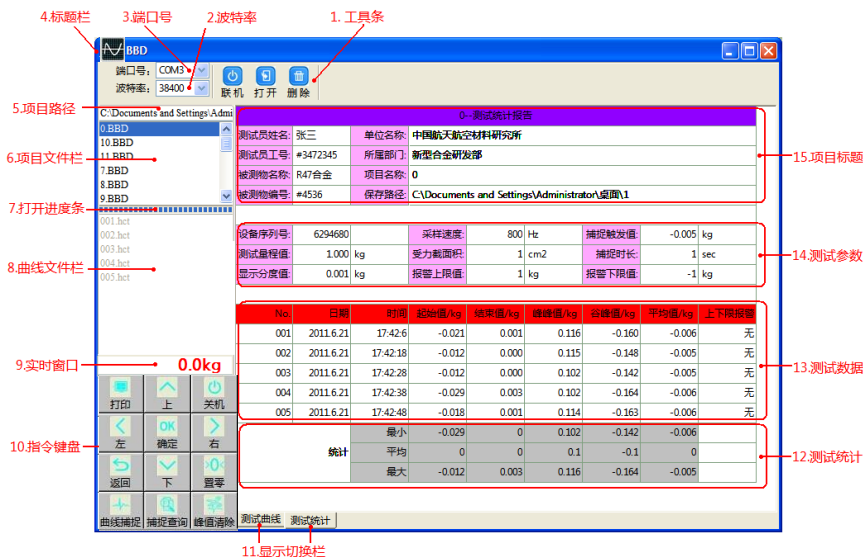 4.标题栏 3.端口号 2.波特率 1. 工具条
BBD
端口号: COM3
波特率: 38400
联机 打开 删除
5.项目路径
C:\Documents and Settings\Admi
6.项目文件栏
0.BBD
10.BBD
11.BBD
7.BBD
8.BBD
9.BBD
7.打开进度条
8.曲线文件栏
001.hct
002.hct
003.hct
004.hct
005.hct
9.实时窗口
0.0kg
10.指令键盘
打印 上 关机
OK
左 确定 右
>0<
返回 下 置零
曲线捕捉 捕捉查询 峰值清除
0--测试统计报告
测试员姓名: 张三 单位名称: 中国航天航空材料研究所
测试员工号: #3472345 所属部门: 新型合金研发部
被测物名称: R47合金 项目名称: 0
被测物编号: #4536 保存路径: C:\Documents and Settings\Administrator\桌面\1
15.项目标题
设备序列号: 6294680 采样速度: 800 Hz 捕捉触发值: -0.005 kg
测试量程值: 1.000 kg 受力截面积: 1 cm2 捕捉时长: 1 sec
显示分度值: 0.001 kg 报警上限值: 1 kg 报警下限值: -1 kg
14.测试参数
No. 日期 时间 起始值/kg 结束值/kg 峰峰值/kg 谷峰值/kg 平均值/kg 上下限报警
001 2011.6.21 17:42:6 -0.021 0.001 0.116 -0.160 -0.006 无
002 2011.6.21 17:42:18 -0.012 0.000 0.115 -0.148 -0.005 无
003 2011.6.21 17:42:28 -0.012 0.000 0.102 -0.142 -0.005 无
004 2011.6.21 17:42:38 -0.029 0.003 0.102 -0.164 -0.006 无
005 2011.6.21 17:42:48 -0.018 0.001 0.114 -0.163 -0.006 无
13.测试数据
统计
最小 -0.029 0 0.102 -0.142 -0.006
平均 0 0 0.1 -0.1 0
最大 -0.012 0.003 0.116 -0.164 -0.005
12.测试统计
测试曲线 测试统计
11.显示切换栏